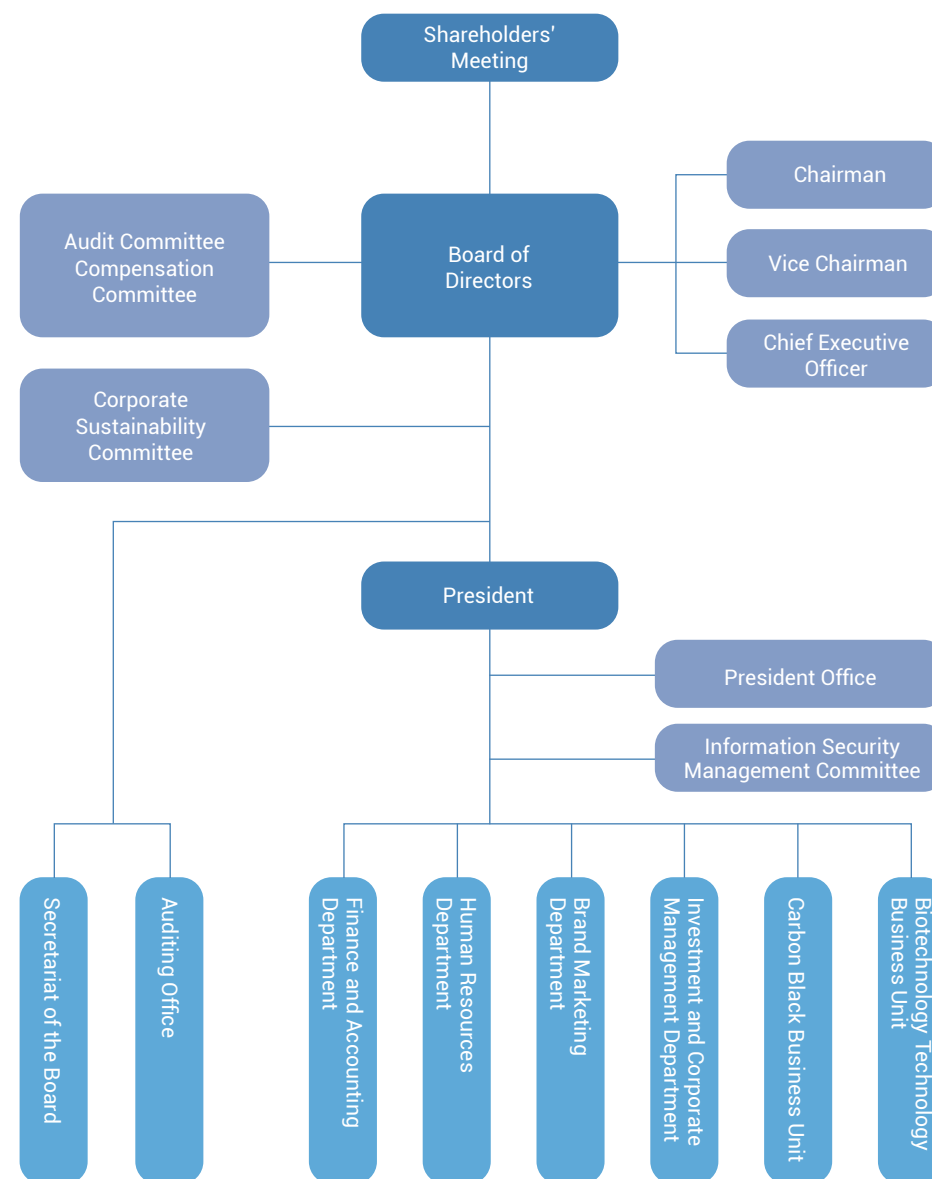 Shareholders'
Meeting
Chairman
Audit Committee
Compensation
Committee
Board of
Directors
Vice Chairman
Chief Executive
Officer
Corporate
Sustainability
Committee
President
President Office
Information Security
Management Committee
Secretariat of the Board
Auditing Office
Finance and Accounting
Department
Human Resources
Department
Brand Marketing
Department
Investment and Corporate
Management Department
Carbon Black Business Unit
Biotechnology Technology
Business Unit